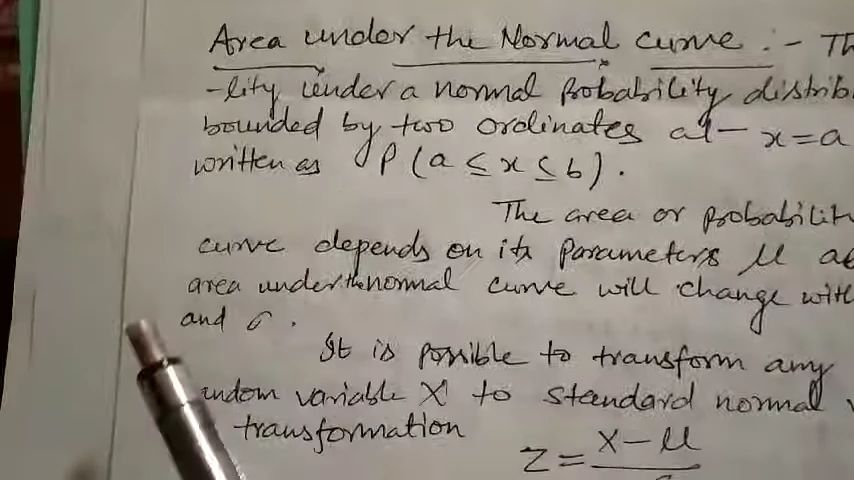 Area under the Normal curve :- Th
-lity under a normal Probability distrib
bounded by two ordinates at x=a
written as P(a ≤ x ≤ b).
The area or probabilit
curve depends on its parameters μ a
area under the normal curve will change with
and σ.
It is possible to transform any
andom variable X to standard normal
transformation
Z = X-μ